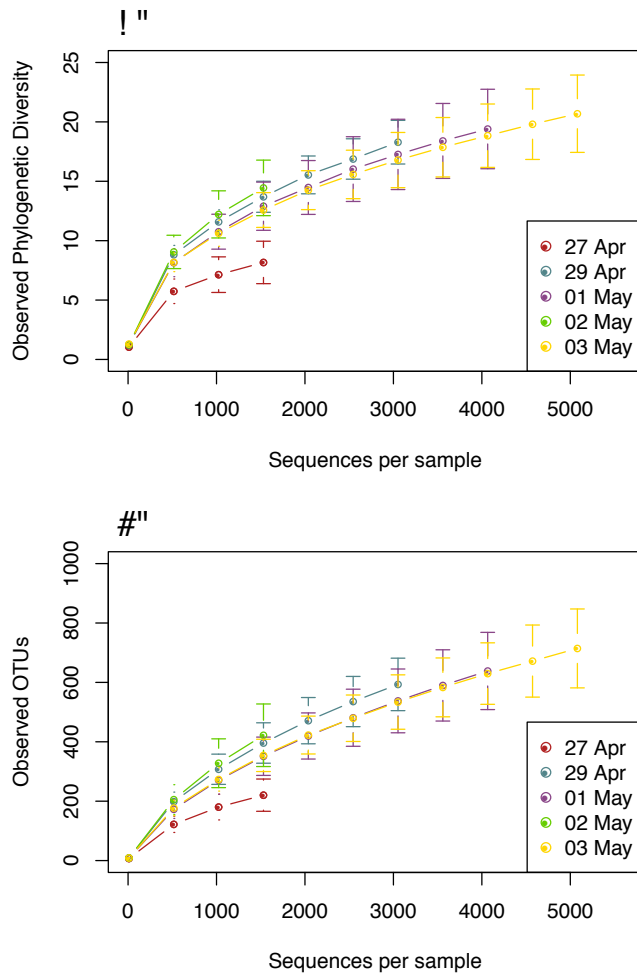 ! "
Observed Phylogenetic Diversity
25
20
15
10
5
0
27 Apr
29 Apr
01 May
02 May
03 May
0 1000 2000 3000 4000 5000
Sequences per sample
#"
Observed OTUs
1000
800
600
400
200
0
27 Apr
29 Apr
01 May
02 May
03 May
0 1000 2000 3000 4000 5000
Sequences per sample